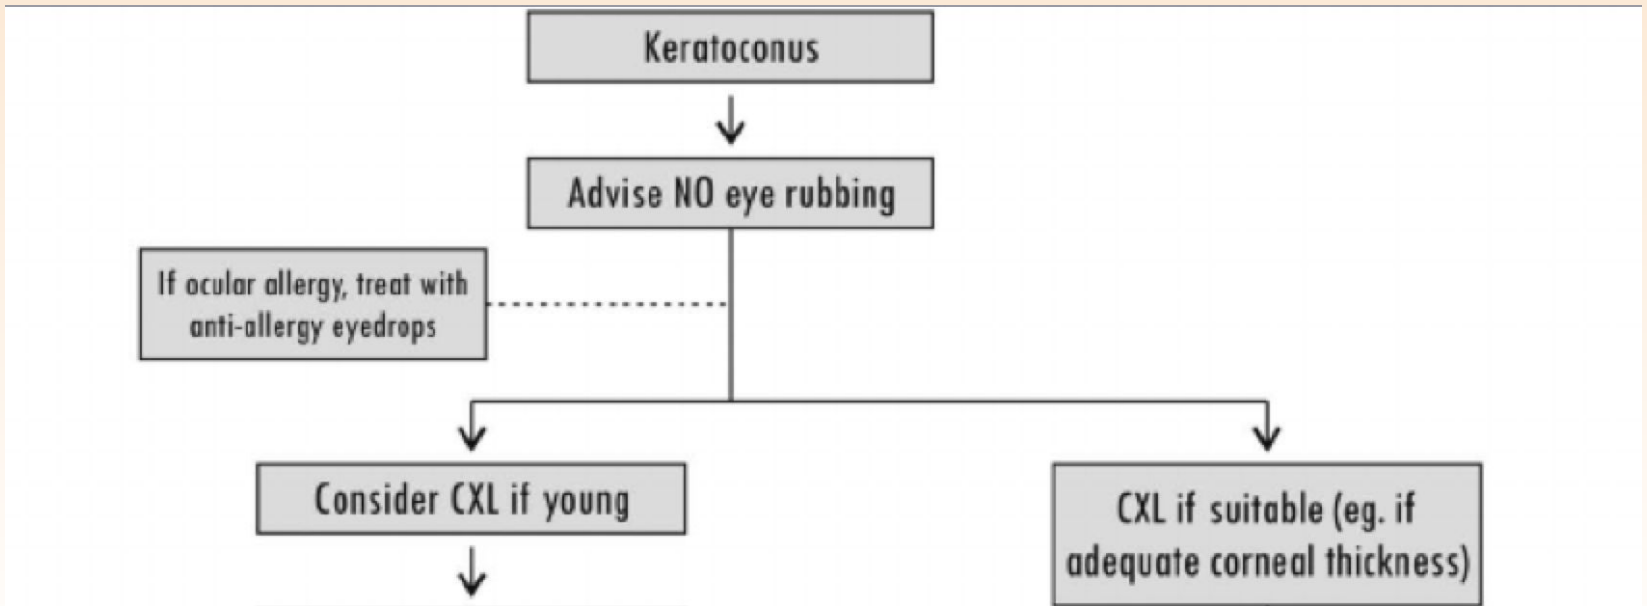 Keratoconus
Advise NO eye rubbing
If ocular allergy, treat with
anti-allergy eyedrops
Consider CXL if young
CXL if suitable (eg. if
adequate corneal thickness)